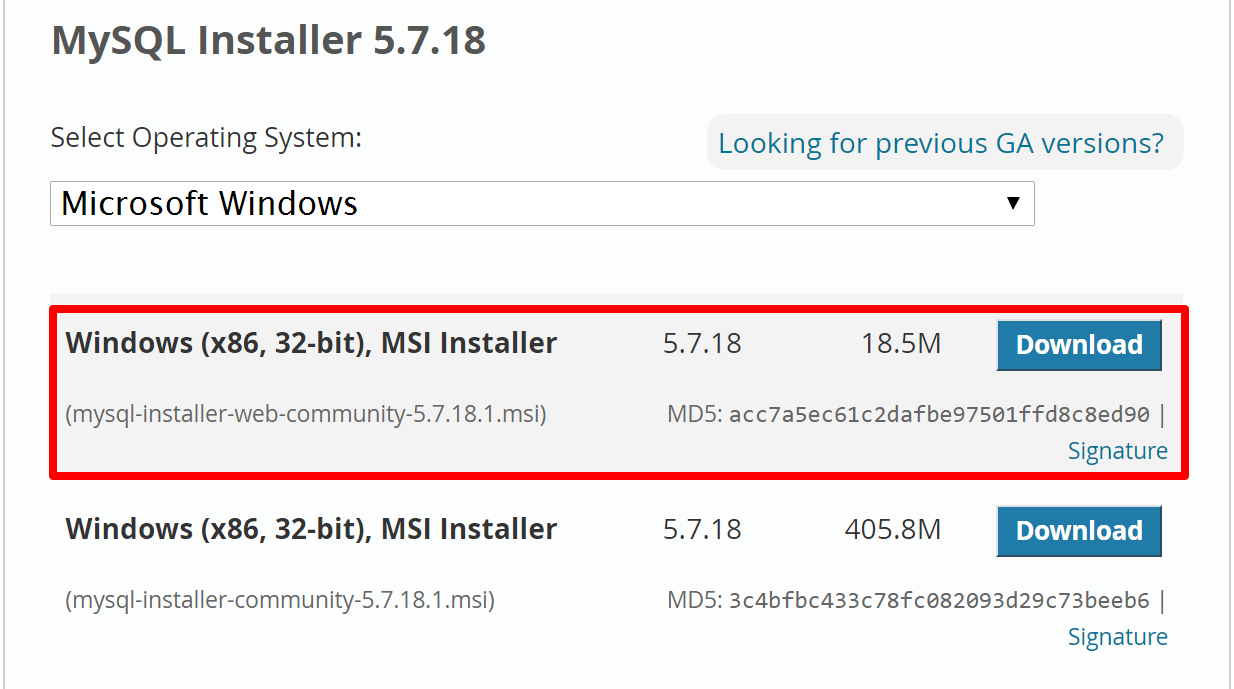 MySQL Installer 5.7.18
Select Operating System:
Looking for previous GA versions?
Microsoft Windows
Windows (x86, 32-bit), MSI Installer 5.7.18 18.5M Download
(mysql-installer-web-community-5.7.18.1.msi) MD5: acc7a5ec61c2dafbe97501ffd8c8ed90 |
Signature
Windows (x86, 32-bit), MSI Installer 5.7.18 405.8M Download
(mysql-installer-community-5.7.18.1.msi) MD5: 3c4bfbc433c78fc082093d29c73beeb6 |
Signature